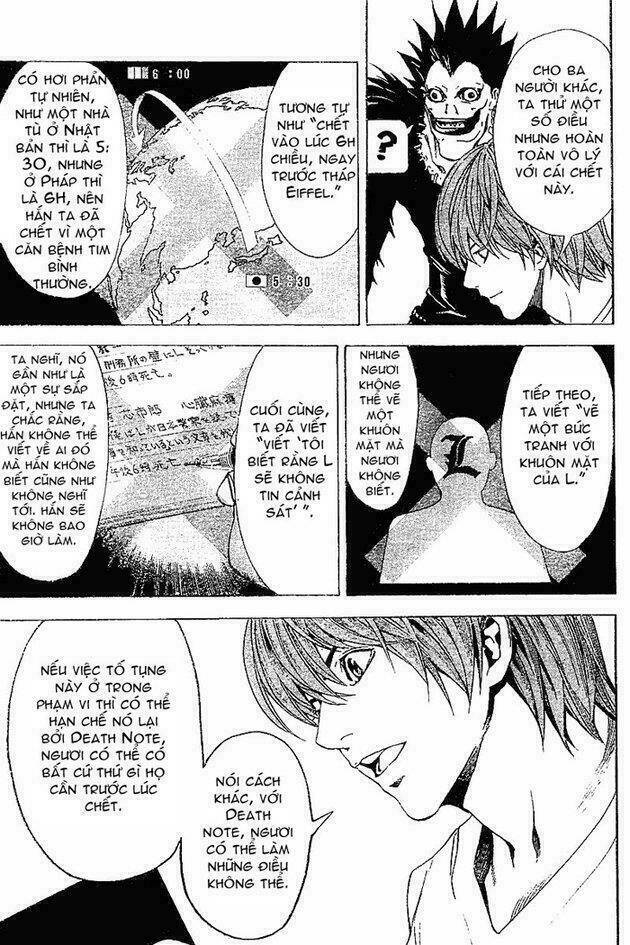 CHO BA
NGƯỜI KHÁC,
TA THỬ MỘT
SỐ ĐIỀU
NHƯNG HOÀN
TOÀN VÔ LÝ
VỚI CÁI CHẾT
NÀY.
?
TƯƠNG TỰ
NHƯ "CHẾT
VÀO LÚC 6H
CHIỀU, NGAY
TRƯỚC THÁP
EIFFEL."
6:00
5:30
CÓ HƠI PHẢN
TỰ NHIÊN,
NHƯ MỘT NHÀ
TÙ Ở NHẬT
BẢN THÌ LÀ 5:
30, NHƯNG
Ở PHÁP THÌ
LÀ 6H, NÊN
HẮN TA ĐÃ
CHẾT VÌ MỘT
CĂN BỆNH TIM
BÌNH
THƯỜNG.
TIẾP THEO,
TA VIẾT "VẼ
MỘT BỨC
TRANH VỚI
KHUÔN MẶT
CỦA L."
L
NHƯNG
NGƯƠI
KHÔNG
THỂ VẼ
MỘT
KHUÔN
MẶT MÀ
NGƯƠI
KHÔNG
BIẾT.
CUỐI CÙNG,
TA ĐÃ VIẾT
"VIẾT 'TÔI
BIẾT RẰNG L
SẼ KHÔNG
TIN CẢNH
SÁT' ".
TA NGHĨ, NÓ
GẦN NHƯ LÀ
MỘT SỰ SẮP
ĐẶT, NHƯNG TA
CHẮC RẰNG,
HẮN KHÔNG THỂ
VIẾT VỀ AI ĐÓ
MÀ HẮN KHÔNG
BIẾT CŨNG NHƯ
KHÔNG NGHĨ
TỚI. HẮN SẼ
KHÔNG BAO
GIỜ LÀM.
NẾU VIỆC TỐ TỤNG
NÀY Ở TRONG
PHẠM VI THÌ CÓ THỂ
HẠN CHẾ NÓ LẠI
BỞI DEATH NOTE,
NGƯƠI CÓ THỂ CÓ
BẤT CỨ THỨ GÌ HỌ
CẦN TRƯỚC LÚC
CHẾT.
NÓI CÁCH
KHÁC, VỚI
DEATH
NOTE, NGƯƠI
CÓ THỂ LÀM
NHỮNG ĐIỀU
KHÔNG THỂ.